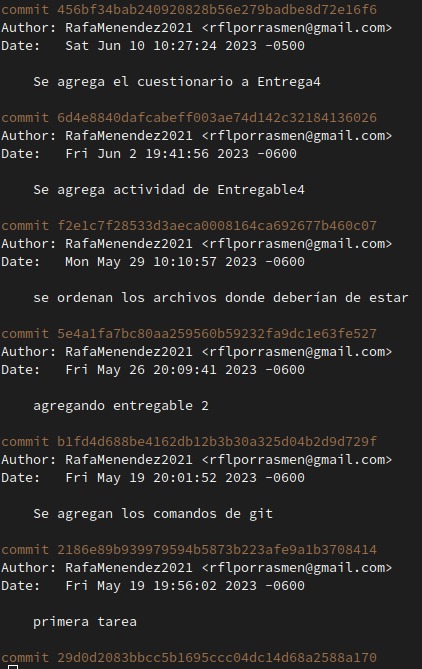 commit 456bf34bab240920828b56e279badbe8d72e16f6
Author: RafaMenendez2021 <rflporrasmen@gmail.com>
Date:   Sat Jun 10 10:27:24 2023 -0500
Se agrega el cuestionario a Entrega4
commit 6d4e8840dafcabeff003ae74d142c32184136026
Author: RafaMenendez2021 <rflporrasmen@gmail.com>
Date:   Fri Jun 2 19:41:56 2023 -0600
Se agrega actividad de Entregable4
commit f2e1c7f28533d3aeca0008164ca692677b460c07
Author: RafaMenendez2021 <rflporrasmen@gmail.com>
Date:   Mon May 29 10:10:57 2023 -0600
se ordenan los archivos donde deberían de estar
commit 5e4a1fa7bc80aa259560b59232fa9dc1e63fe527
Author: RafaMenendez2021 <rflporrasmen@gmail.com>
Date:   Fri May 26 20:09:41 2023 -0600
agregando entregable 2
commit b1fd4d688be4162db12b3b30a325d04b2d9d729f
Author: RafaMenendez2021 <rflporrasmen@gmail.com>
Date:   Fri May 19 20:01:52 2023 -0600
Se agregan los comandos de git
commit 2186e89b939979594b5873b223afe9a1b3708414
Author: RafaMenendez2021 <rflporrasmen@gmail.com>
Date:   Fri May 19 19:56:02 2023 -0600
primera tarea
commit 29d0d2083bbcc5b1695ccc04dc14d68a2588a170